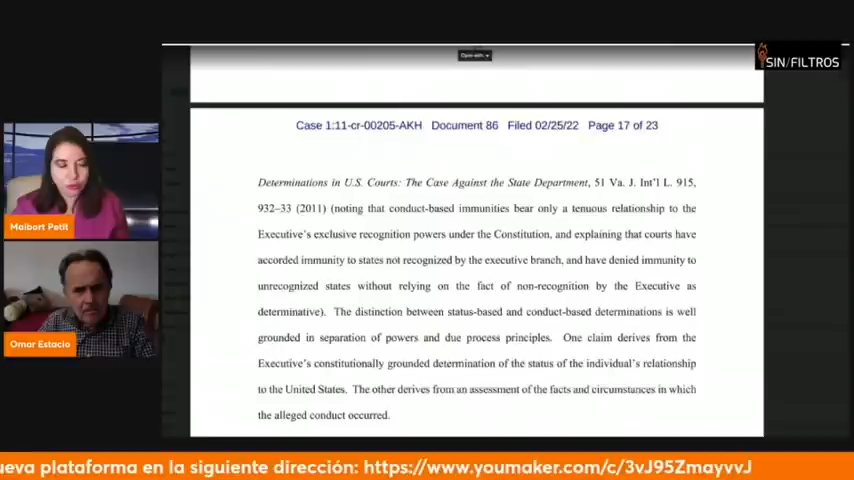 Open with
SIN/FILTROS
Case 1:11-cr-00205-AKH Document 86 Filed 02/25/22 Page 17 of 23
Determinations in U.S. Courts: The Case Against the State Department, 51 Va. J. Int'l L. 915,
932–33 (2011) (noting that conduct-based immunities bear only a tenuous relationship to the
Executive's exclusive recognition powers under the Constitution, and explaining that courts have
accorded immunity to states not recognized by the executive branch, and have denied immunity to
unrecognized states without relying on the fact of non-recognition by the Executive as
determinative). The distinction between status-based and conduct-based determinations is well
grounded in separation of powers and due process principles. One claim derives from the
Executive's constitutionally grounded determination of the status of the individual's relationship
to the United States. The other derives from an assessment of the facts and circumstances in which
the alleged conduct occurred.
Maibort Petit
Omar Estacio
ueva plataforma en la siguiente dirección: https://www.youmaker.com/c/3vJ95ZmayvvJ